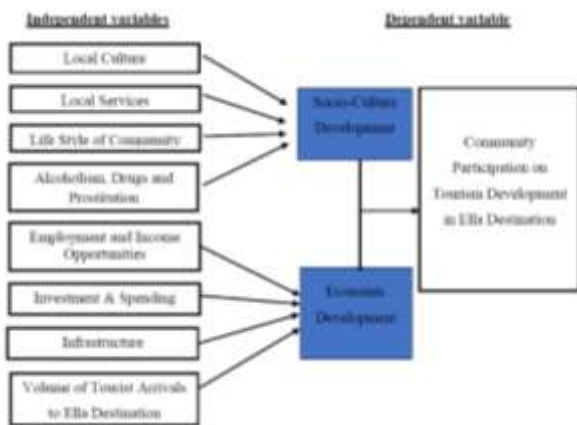 Independent variables
Dependent variable
Local Culture
Local Services
Life Style of Community
Alcoholism, Drugs and
Prostitution
Employment and Income
Opportunities
Investment & Spending
Infrastructure
Volume of Tourist Arrivals
to Ella Destination
Socio-Culture
Development
Economic
Development
Community
Participation on
Tourism Development
in Ella Destination